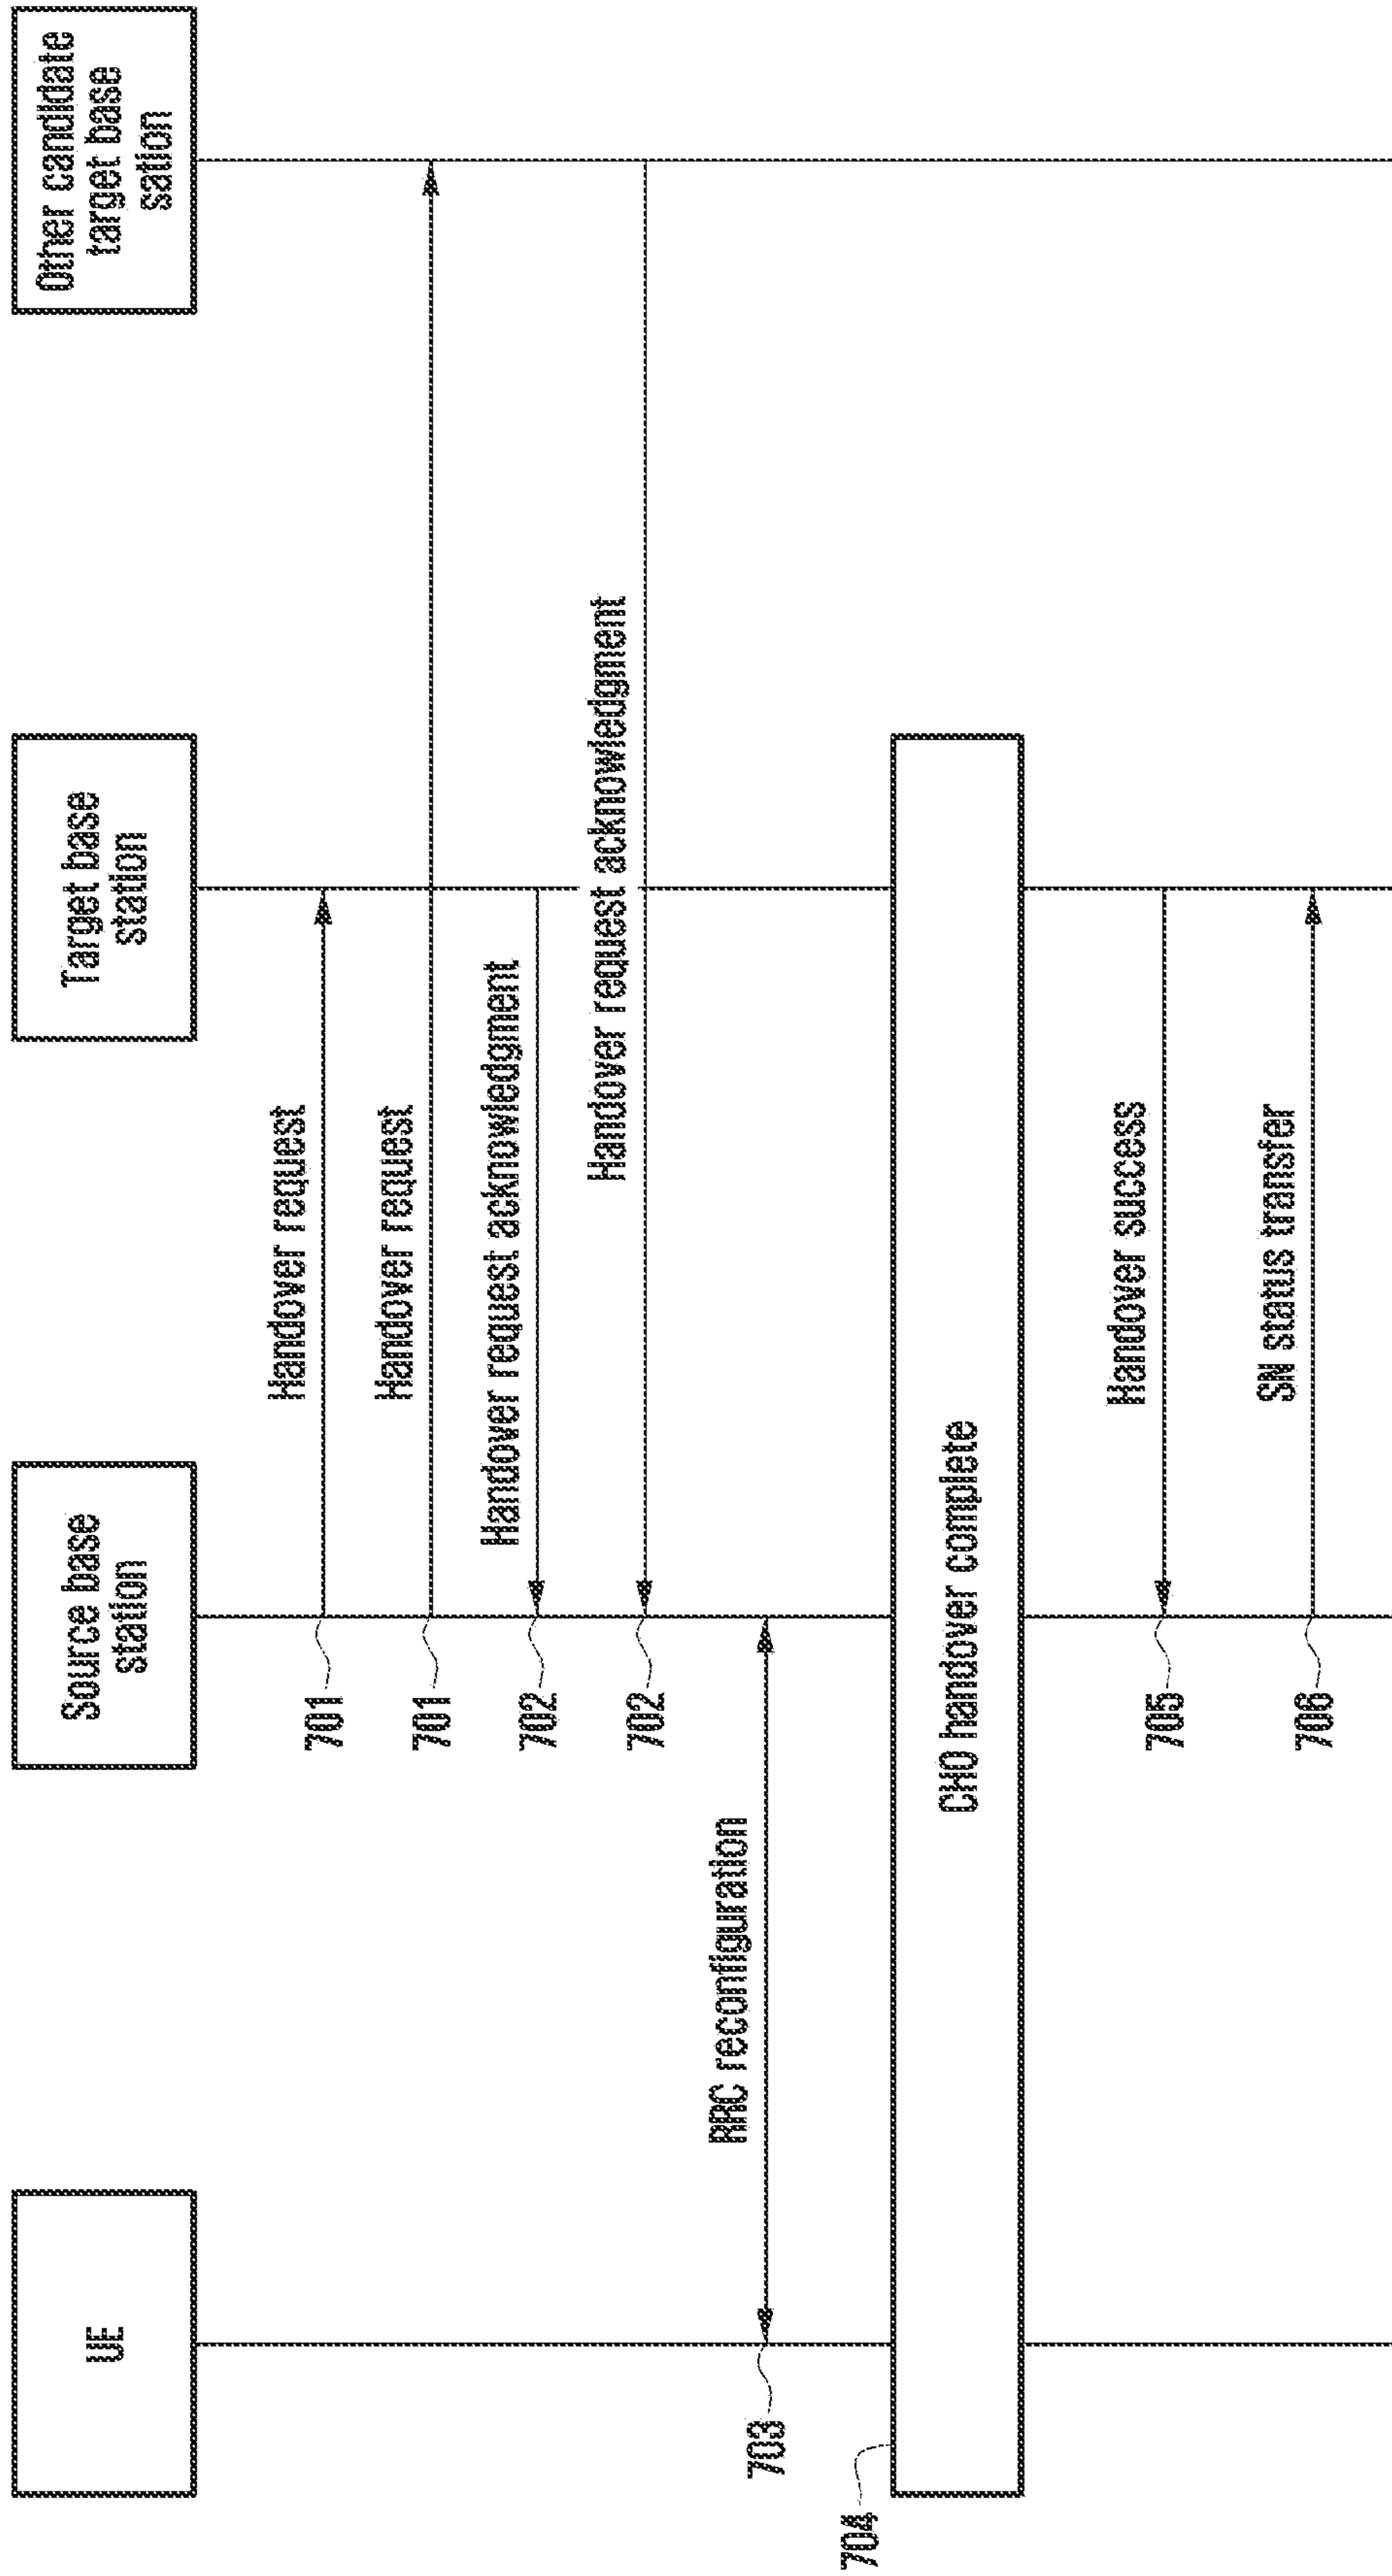 UE
Source base
station
Target base
station
Other candidate
target base
sation
Handover request
701
Handover request
701
Handover request acknowledgment
702
Handover request acknowledgment
702
RRC reconfiguration
703
704
CHO handover complete
Handover success
705
SN status transfer
706